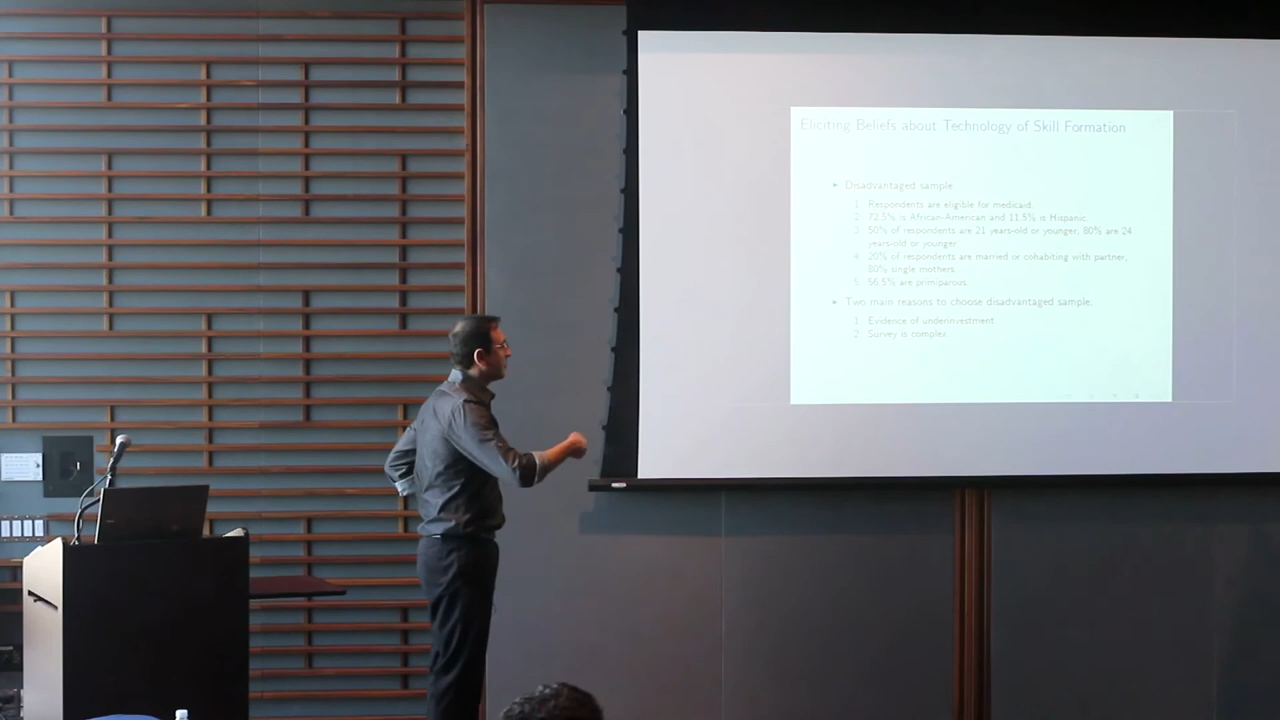 Eliciting Beliefs about Technology of Skill Formation
▶ Disadvantaged sample
1. Respondents are eligible for medicaid.
2. 72.5% is African-American and 11.5% is Hispanic.
3. 50% of respondents are 21 years-old or younger, 80% are 24
years-old or younger.
4. 20% of respondents are married or cohabiting with partner,
80% single mothers.
5. 56.5% are primiparous.
▶ Two main reasons to choose disadvantaged sample:
1. Evidence of underinvestment.
2. Survey is complex.